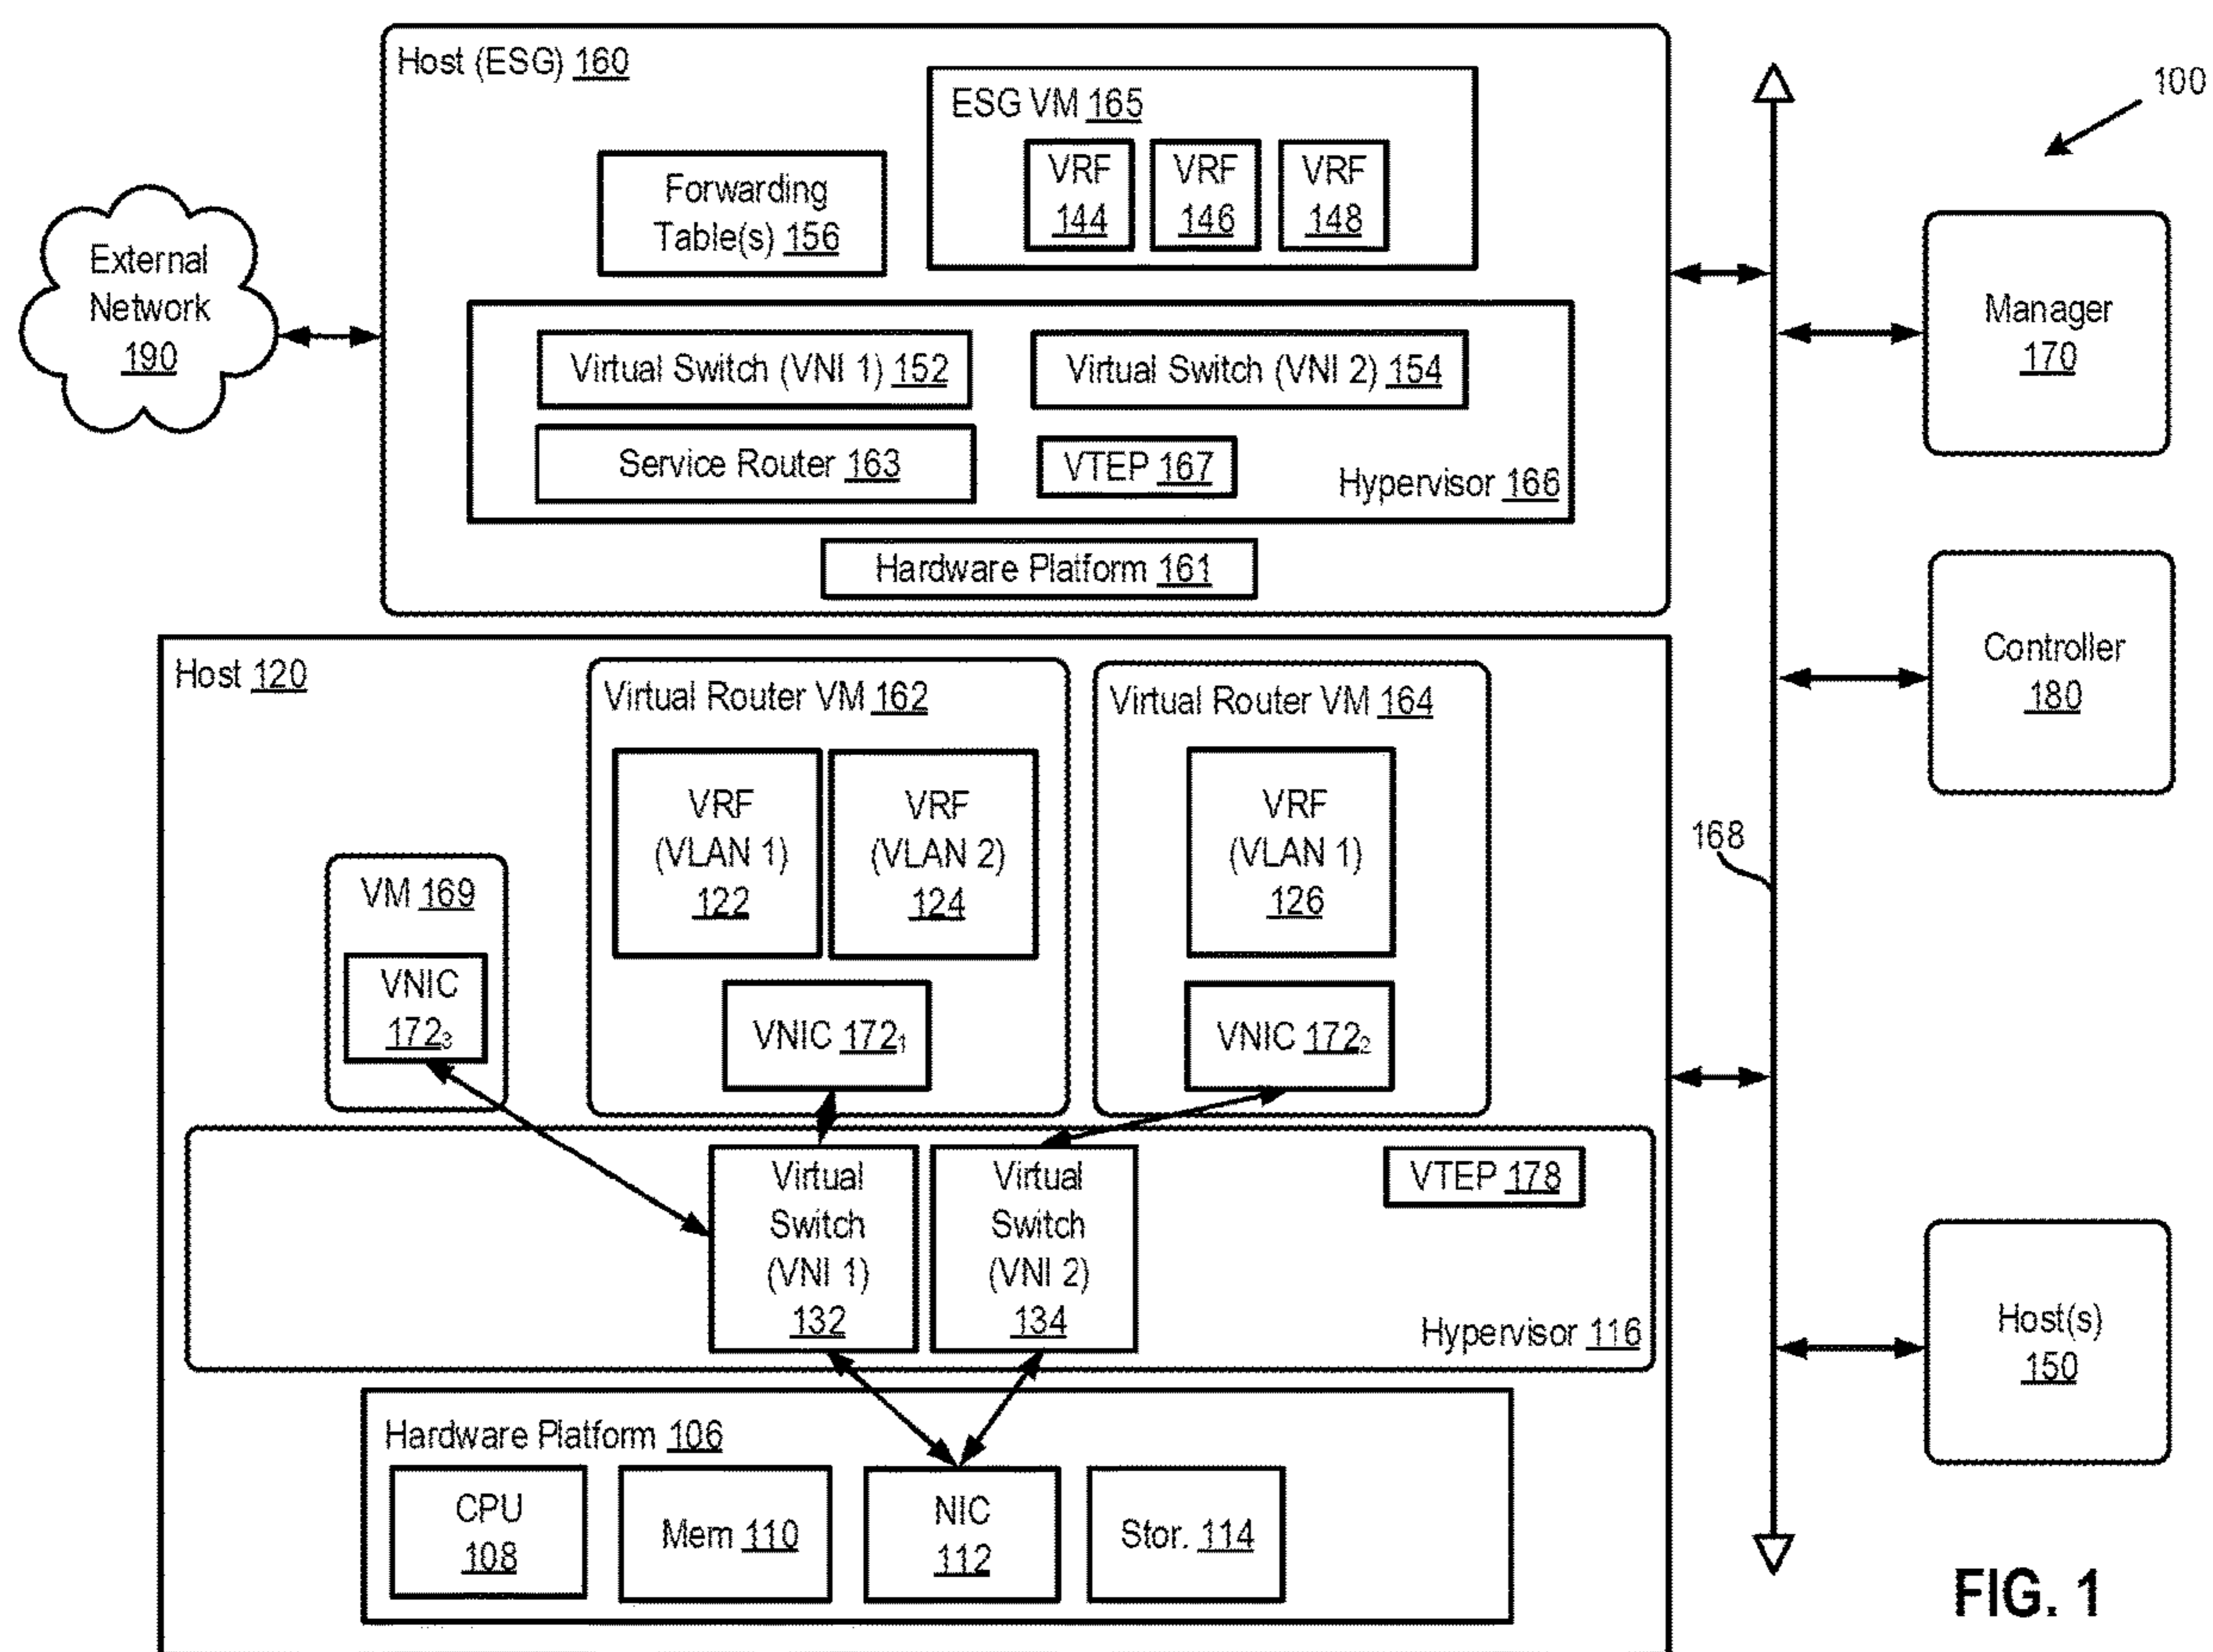 Host (ESG) 160
ESG VM 165
VRF
144
VRF
146
VRF
148
Forwarding
Table(s) 156
External
Network
190
Virtual Switch (VNI 1) 152
Virtual Switch (VNI 2) 154
Service Router 163
VTEP 167
Hypervisor 166
Hardware Platform 161
100
Manager
170
Controller
180
168
Host(s)
150
Host 120
Virtual Router VM 162
VRF
(VLAN 1)
122
VRF
(VLAN 2)
124
VNIC 172₁
Virtual Router VM 164
VRF
(VLAN 1)
126
VNIC 172₂
VM 169
VNIC
172₃
Virtual
Switch
(VNI 1)
132
Virtual
Switch
(VNI 2)
134
VTEP 178
Hypervisor 116
Hardware Platform 106
CPU
108
Mem 110
NIC
112
Stor. 114
FIG. 1